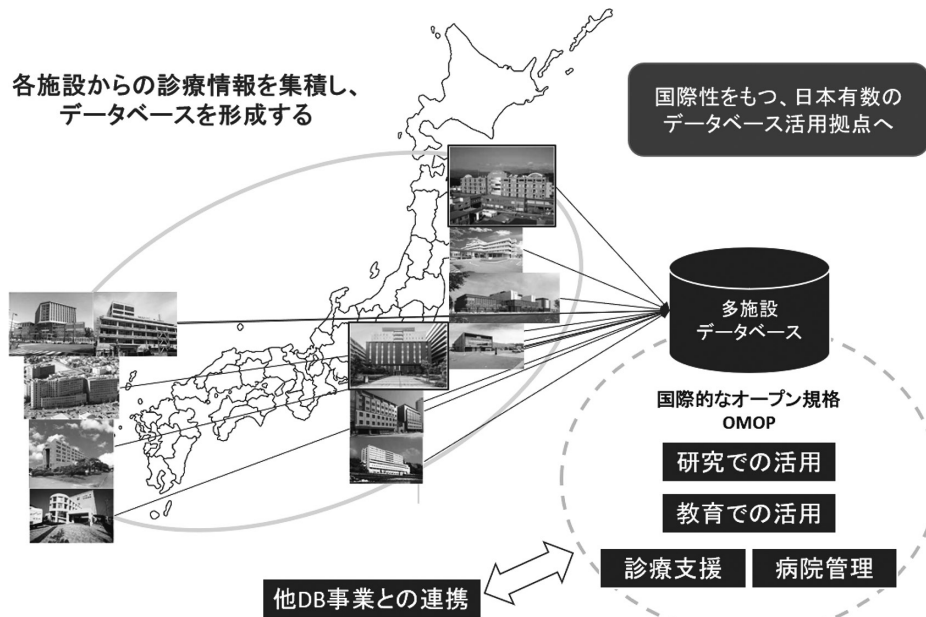 各施設からの診療情報を集積し、
データベースを形成する
国際性をもつ、日本有数の
データベース活用拠点へ
多施設
データベース
国際的なオープン規格
OMOP
研究での活用
教育での活用
診療支援
病院管理
他DB事業との連携